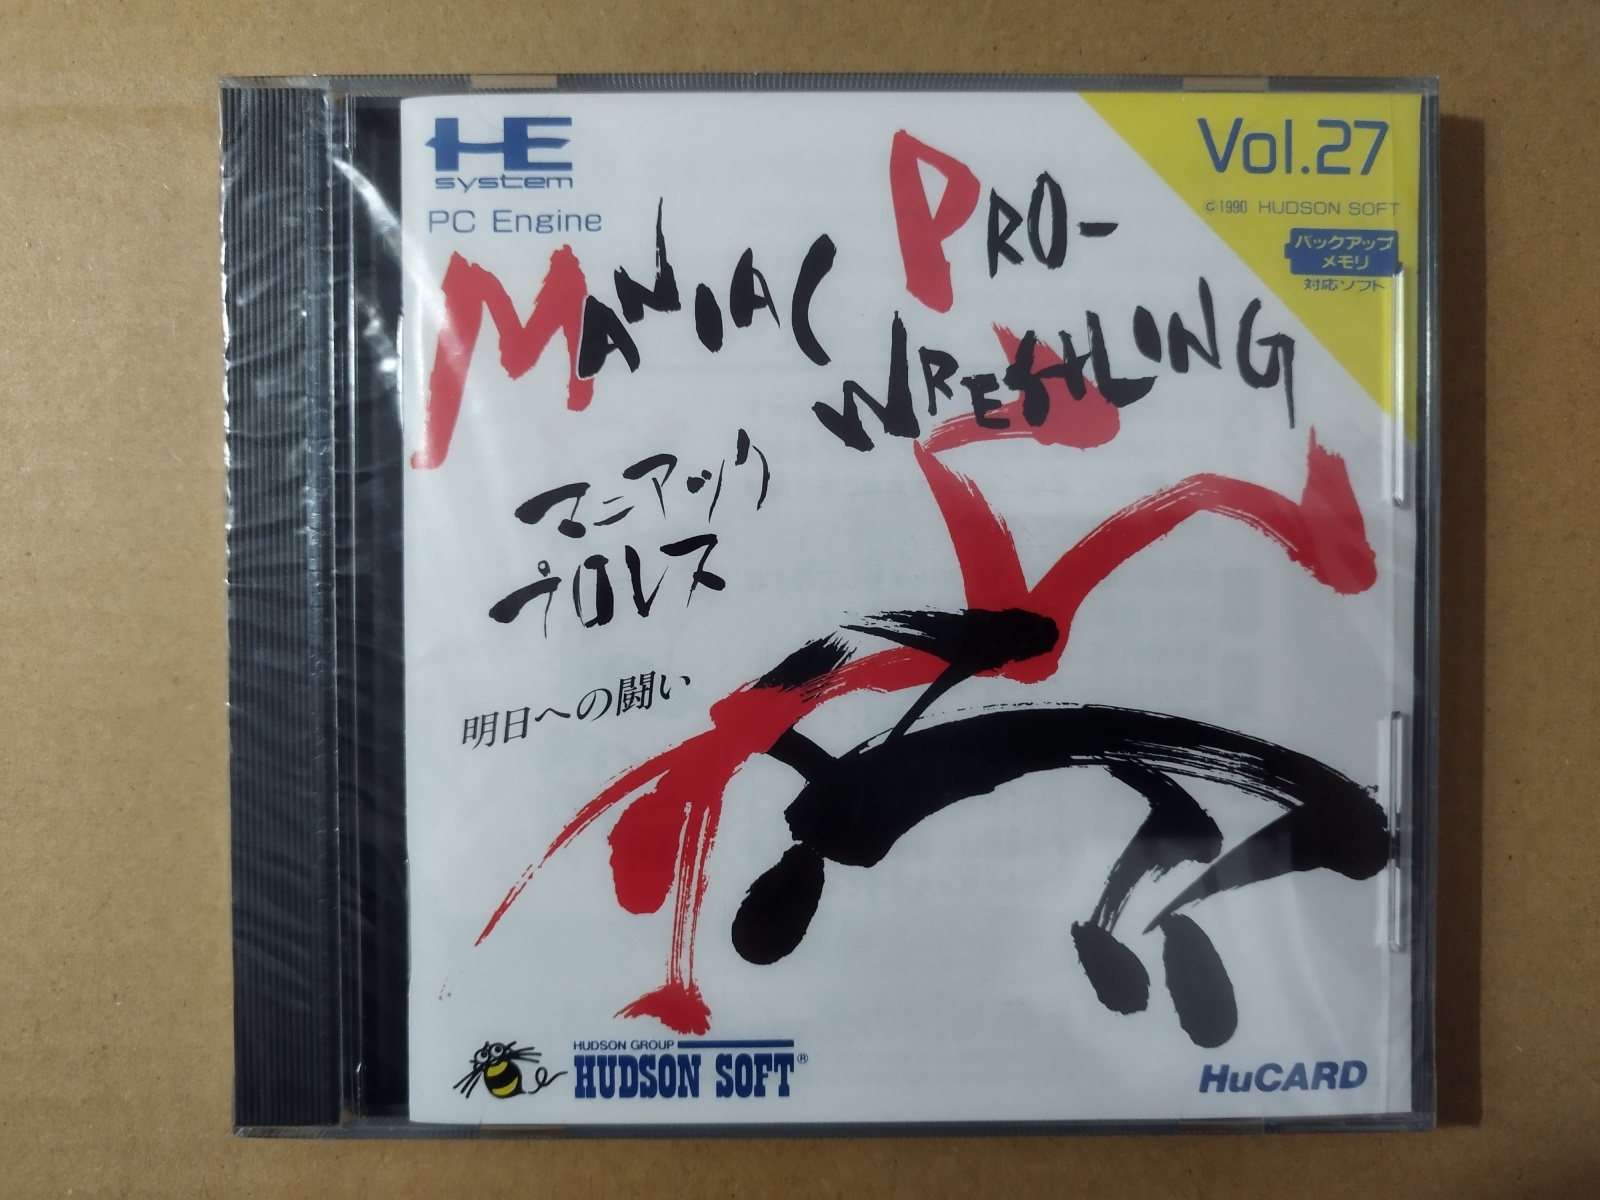 HE
system
PC Engine
Vol.27
©1990 HUDSON SOFT
バックアップ
メモリ
対応ソフト
MANIAC PRO-
WRESTLING
マニアック
プロレス
明日への闘い
HUDSON GROUP
HUDSON SOFT®
HuCARD